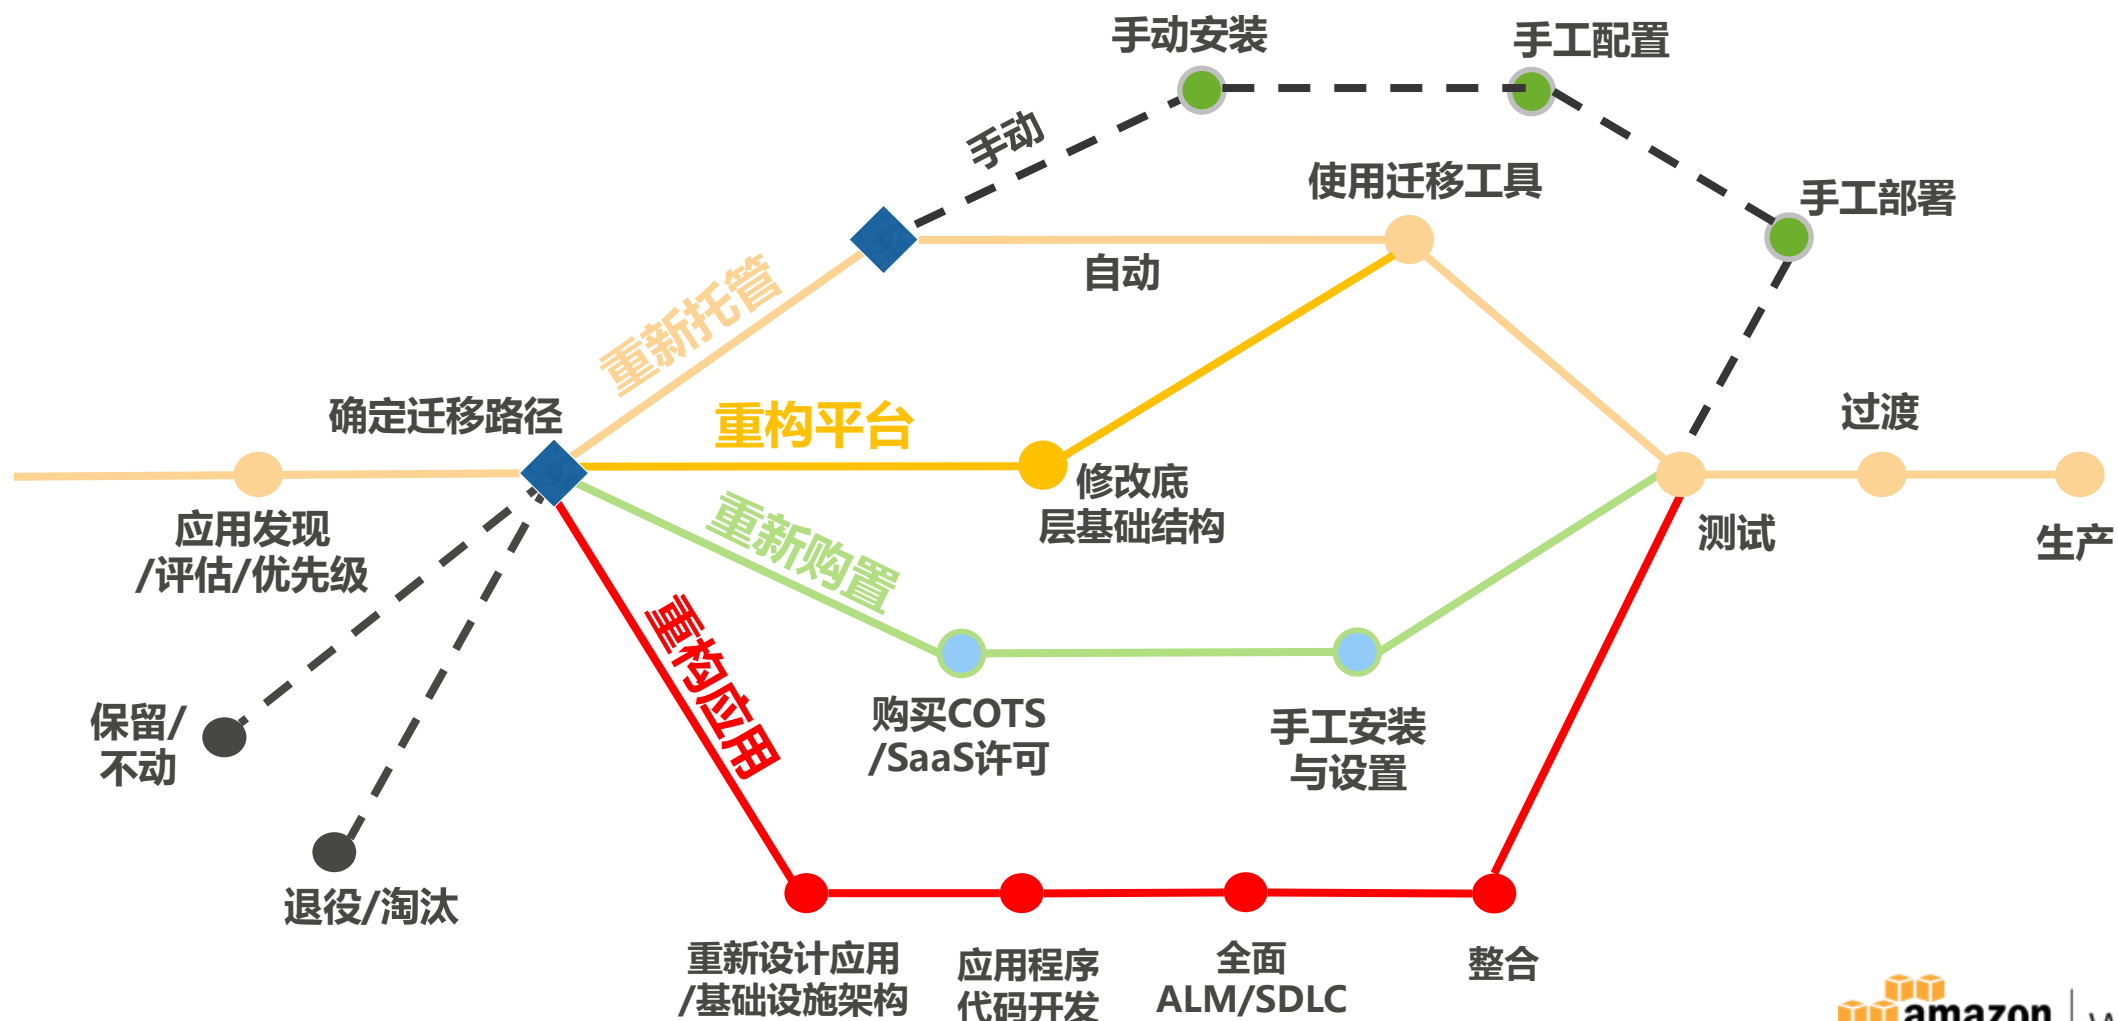 手动安装
手工配置
手动
使用迁移工具
手工部署
自动
重新托管
确定迁移路径
重构平台
过渡
修改底
层基础结构
应用发现
/评估/优先级
重新购置
测试
生产
重构应用
保留/
不动
购买COTS
/SaaS许可
手工安装
与设置
退役/淘汰
重新设计应用
/基础设施架构
应用程序
代码开发
全面
ALM/SDLC
整合
amazon